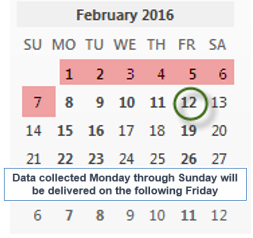 February 2016
SU MO TU WE TH FR SA
1 2 3 4 5 6
7 8 9 10 11 12 13
14 15 16 17 18 19 20
21 22 23 24 25 26 27
Data collected Monday through Sunday will
be delivered on the following Friday
6 7 8 9 10 11 12